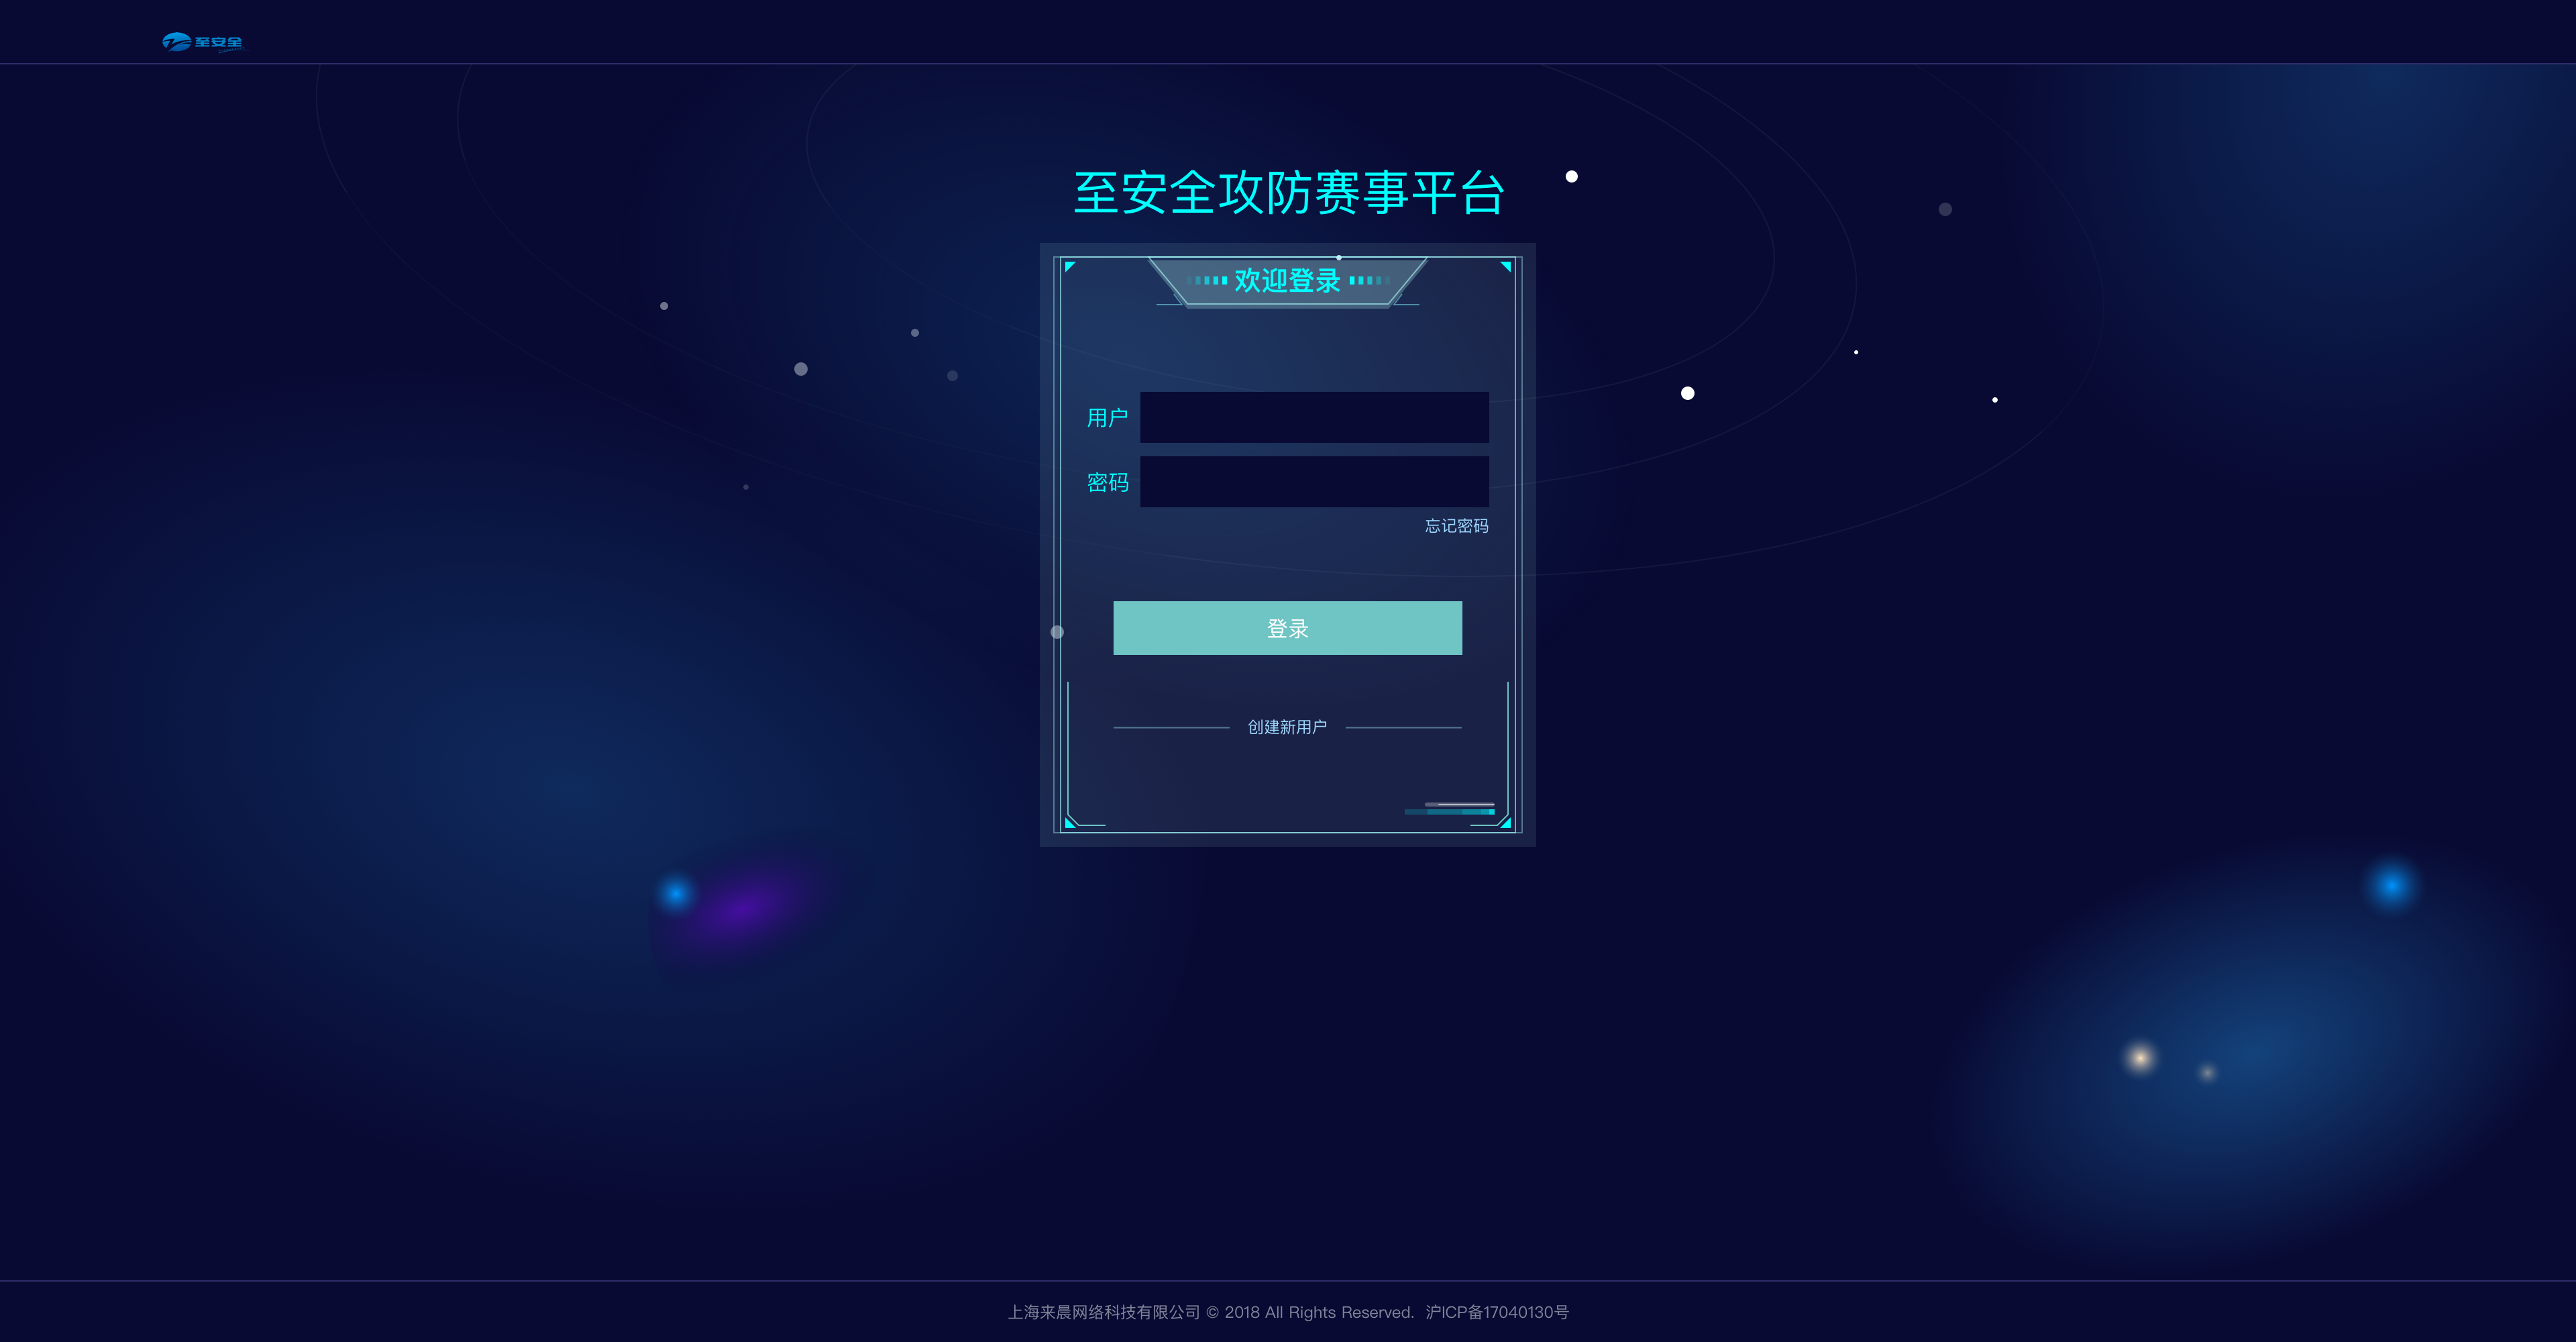 至安全
至安全攻防赛事平台
欢迎登录
用户
密码
忘记密码
登录
创建新用户
上海来晨网络科技有限公司 © 2018 All Rights Reserved. 沪ICP备17040130号